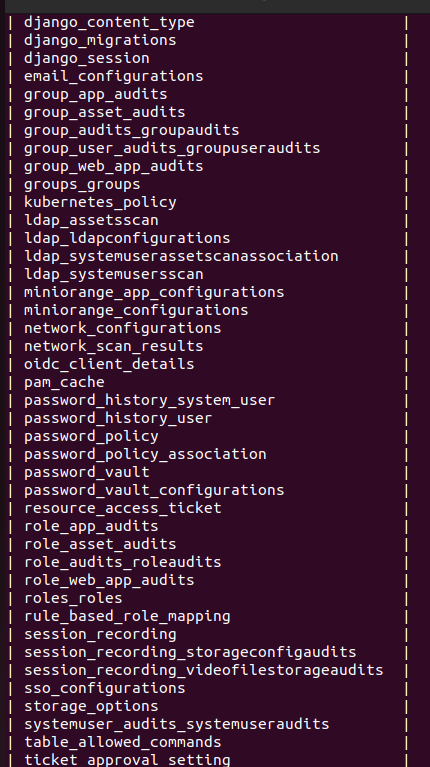 | django_content_type |
| django_migrations |
| django_session |
| email_configurations |
| group_app_audits |
| group_asset_audits |
| group_audits_groupaudits |
| group_user_audits_groupuseraudits |
| group_web_app_audits |
| groups_groups |
| kubernetes_policy |
| ldap_assetsscan |
| ldap_ldapconfigurations |
| ldap_systemuserassetscanassociation |
| ldap_systemusersscan |
| miniorange_app_configurations |
| miniorange_configurations |
| network_configurations |
| network_scan_results |
| oidc_client_details |
| pam_cache |
| password_history_system_user |
| password_history_user |
| password_policy |
| password_policy_association |
| password_vault |
| password_vault_configurations |
| resource_access_ticket |
| role_app_audits |
| role_asset_audits |
| role_audits_roleaudits |
| role_web_app_audits |
| roles_roles |
| rule_based_role_mapping |
| session_recording |
| session_recording_storageconfigaudits |
| session_recording_videofilestorageaudits |
| sso_configurations |
| storage_options |
| systemuser_audits_systemuseraudits |
| table_allowed_commands |
| ticket_approval_setting |